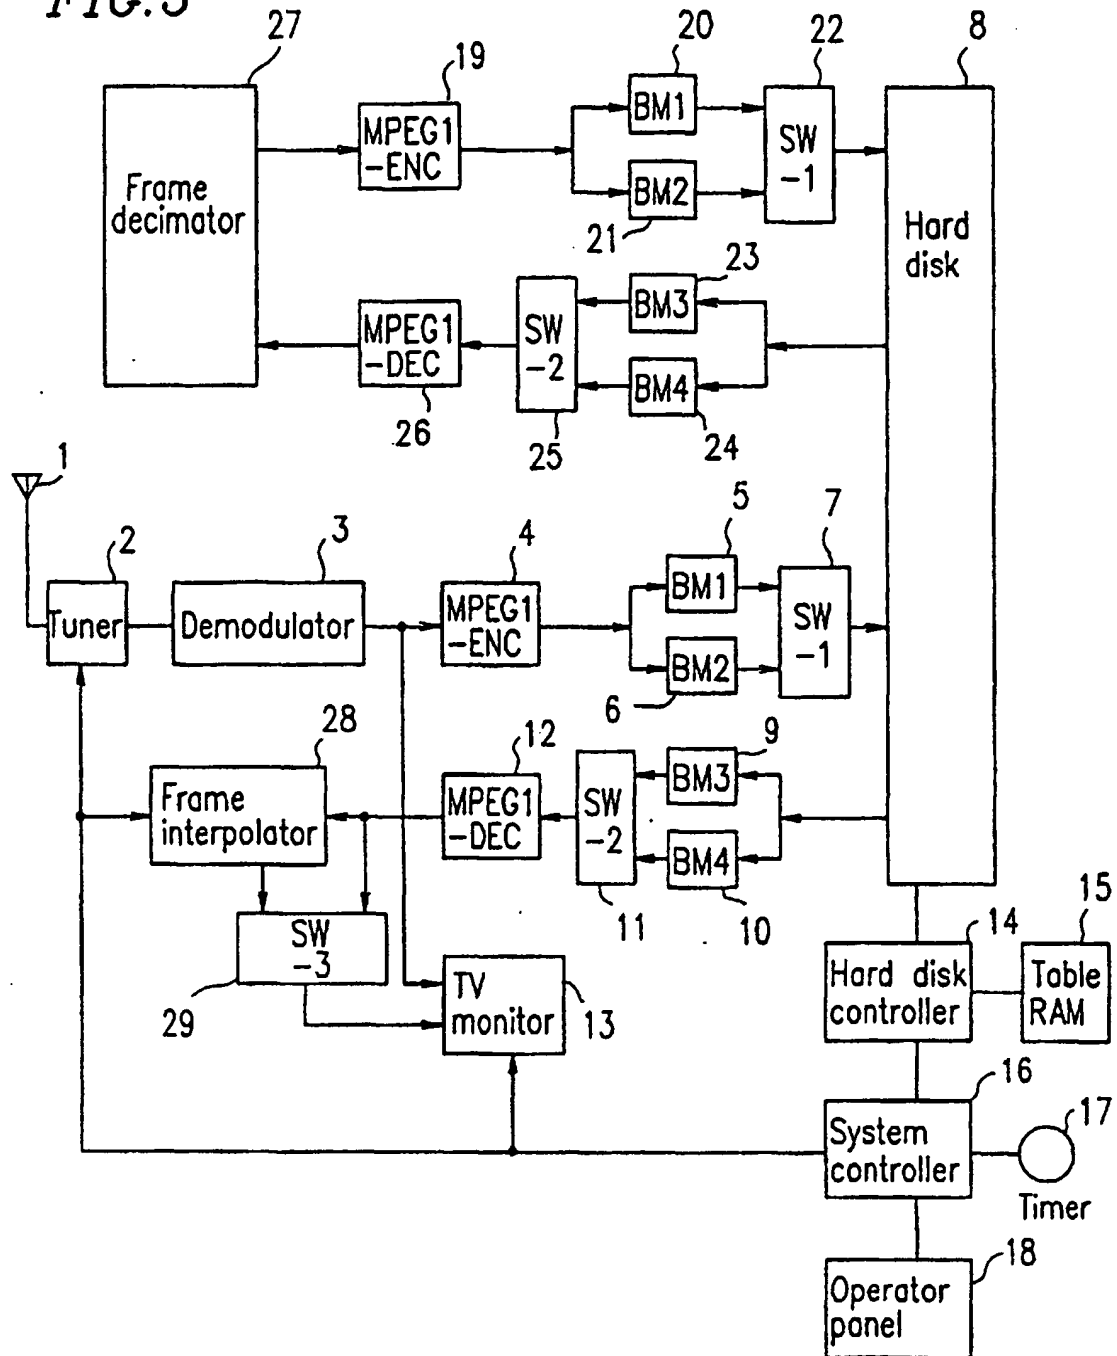 27
19
20
22
8
MPEG1
-ENC
BM1
SW
-1
Frame
decimator
BM2
21
Hard
disk
23
MPEG1
-DEC
SW
-2
BM3
BM4
26
25
24
1
2
3
4
5
7
Tuner
Demodulator
MPEG1
-ENC
BM1
SW
-1
BM2
6
28
12
9
Frame
interpolator
MPEG1
-DEC
SW
-2
BM3
BM4
11
10
14
15
SW
-3
29
TV
monitor
13
Hard disk
controller
Table
RAM
16
17
System
controller
Timer
18
Operator
panel